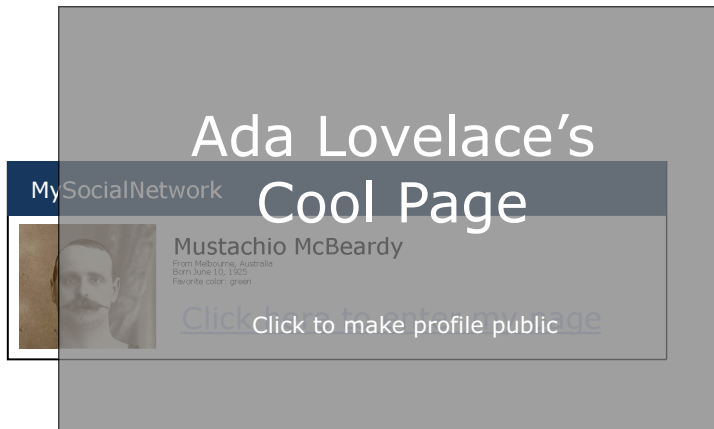 Ada Lovelace’s
Cool Page
MySocialNetwork
Mustachio McBeardy
From Melbourne, Australia
Born June 10, 1925
Favorite color: green
Click here to enter my page
Click to make profile public